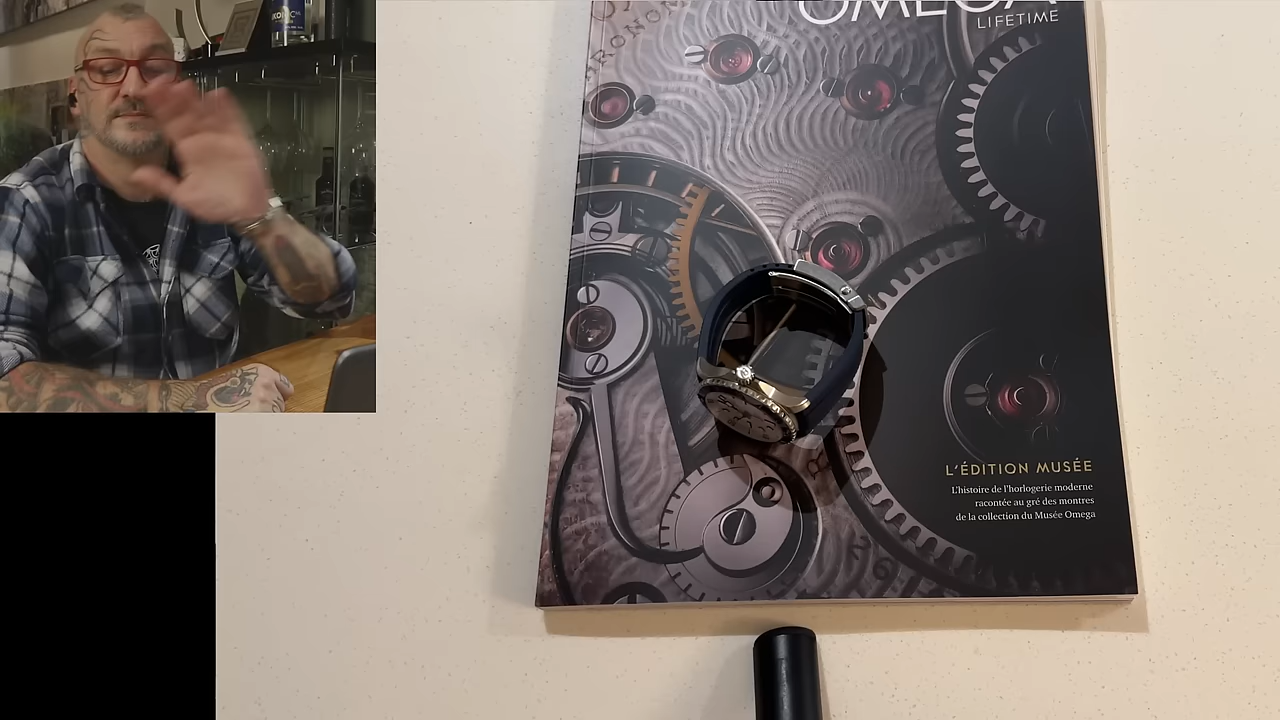 OMEGA
LIFETIME
L'ÉDITION MUSÉE
L'histoire de l'horlogerie moderne
racontée au gré des montres
de la collection du Musée Omega